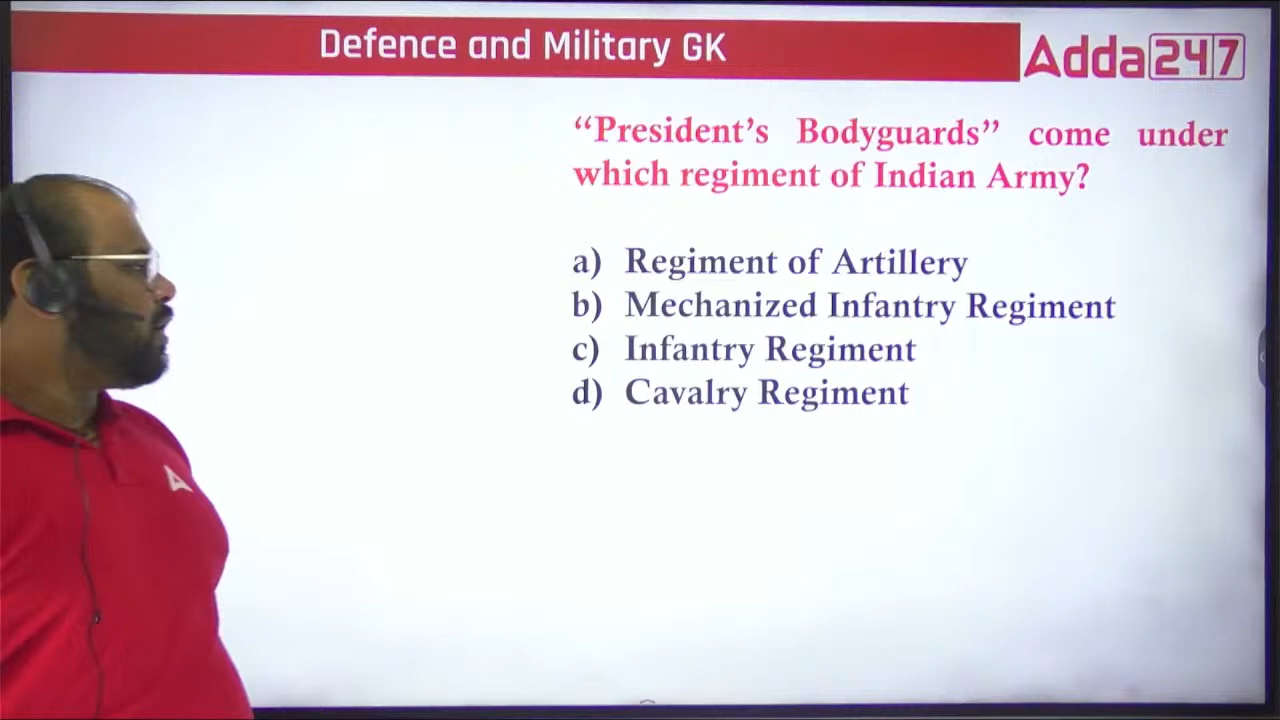 Defence and Military GK
Adda247
“President’s Bodyguards” come under
which regiment of Indian Army?
a) Regiment of Artillery
b) Mechanized Infantry Regiment
c) Infantry Regiment
d) Cavalry Regiment